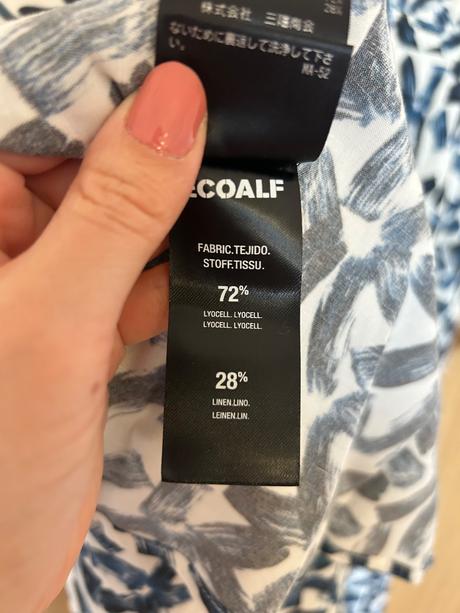 株式会社 三陽商会
ないために裏返して洗浄して下さ
い。
MA-52
ECOALF
FABRIC.TEJIDO.
STOFF.TISSU.
72%
LYOCELL. LYOCELL.
LYOCELL. LYOCELL.
28%
LINEN.LINO.
LEINEN.LIN.